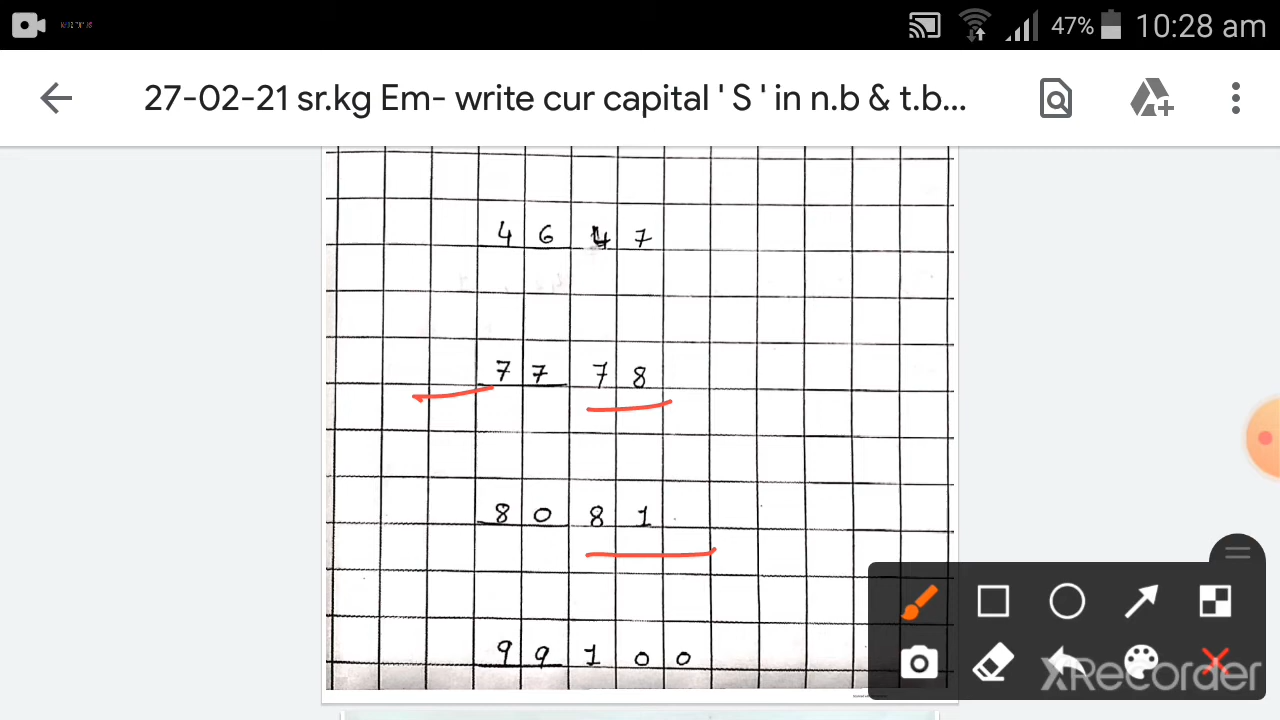 47% 10:28 am
27-02-21 sr.kg Em- write cur capital ' S ' in n.b & t.b...
4 6 4 7
7 7 7 8
8 0 8 1
9 9 1 0 0
XRecorder